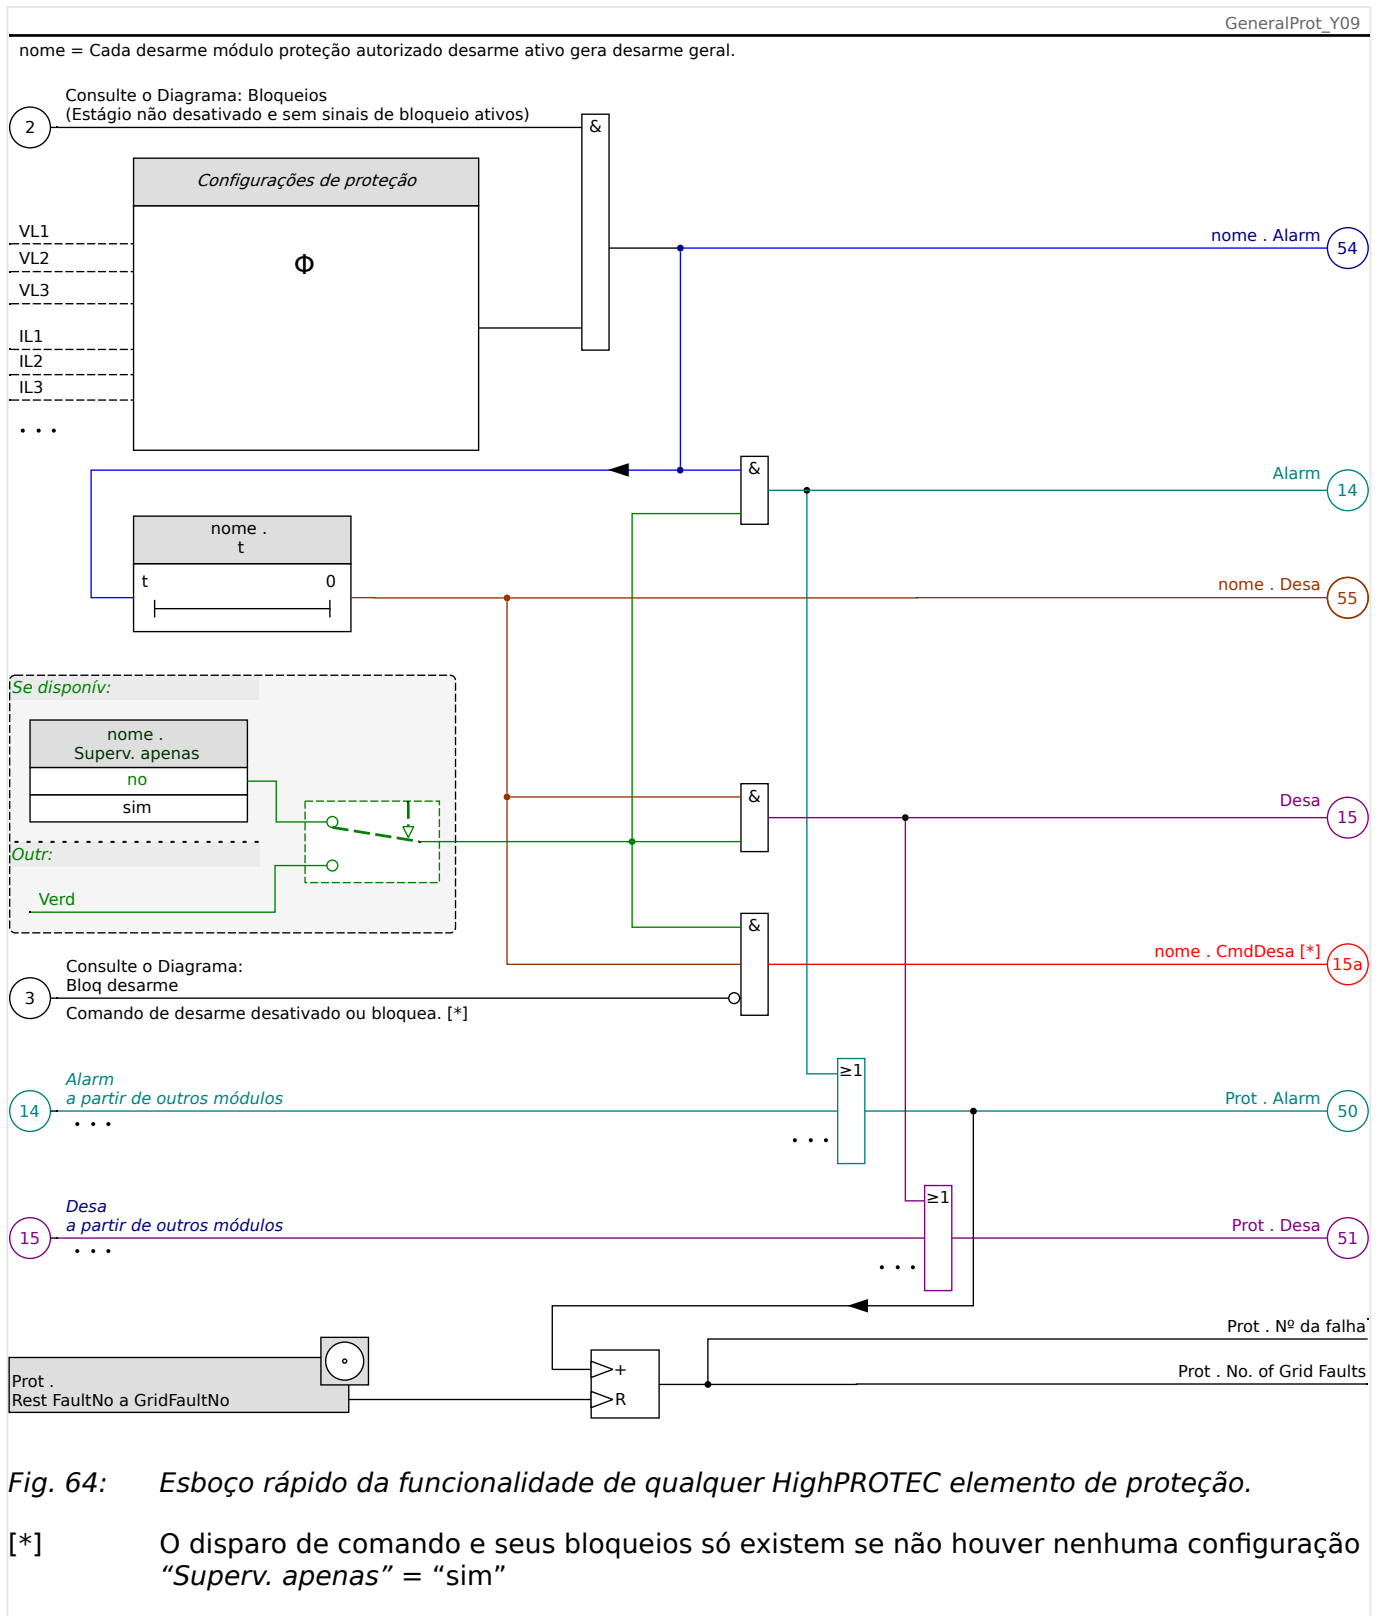 GeneralProt_Y09
nome = Cada desarme módulo proteção autorizado desarme ativo gera desarme geral.
Consulte o Diagrama: Bloqueios
(Estágio não desativado e sem sinais de bloqueio ativos)
2
&
Configurações de proteção
Φ
VL1
VL2
VL3
IL1
IL2
IL3
. . .
nome . Alarm
54
&
Alarm
14
nome .
t
t 0
nome . Desa
55
Se disponív:
nome .
Superv. apenas
no
sim
Outr:
Verd
&
Desa
15
&
nome . CmdDesa [*]
15a
Consulte o Diagrama:
Bloq desarme
3
Comando de desarme desativado ou bloquea. [*]
Alarm
a partir de outros módulos
14
. . .
≥1
. . .
Prot . Alarm
50
Desa
a partir de outros módulos
15
. . .
≥1
. . .
Prot . Desa
51
Prot . Nº da falha
Prot . No. of Grid Faults
+
R
Prot .
Rest FaultNo a GridFaultNo
Fig. 64: Esboço rápido da funcionalidade de qualquer HighPROTEC elemento de proteção.
[*] O disparo de comando e seus bloqueios só existem se não houver nenhuma configuração
“Superv. apenas” = “sim”